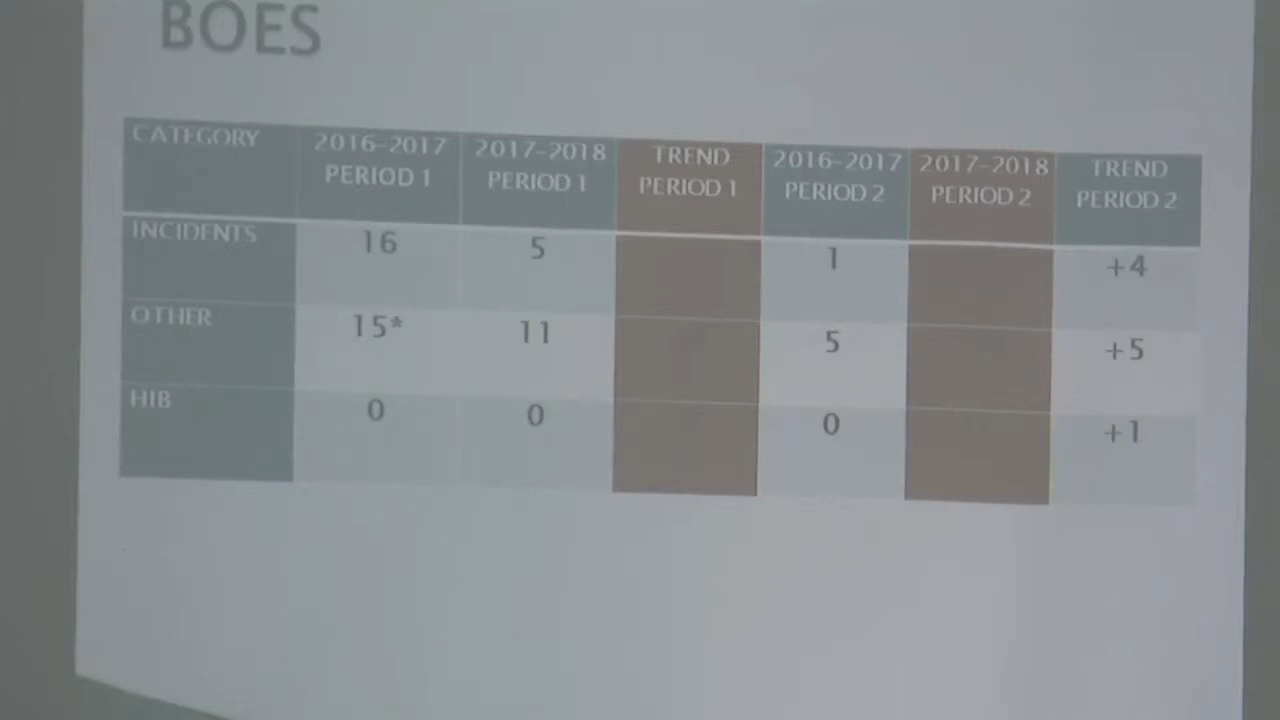 BOES
CATEGORY 2016-2017 PERIOD 1 2017-2018 PERIOD 1 TREND PERIOD 1 2016-2017 PERIOD 2 2017-2018 PERIOD 2 TREND PERIOD 2
INCIDENTS 16 5 1 +4
OTHER 15* 11 5 +5
HIB 0 0 0 +1